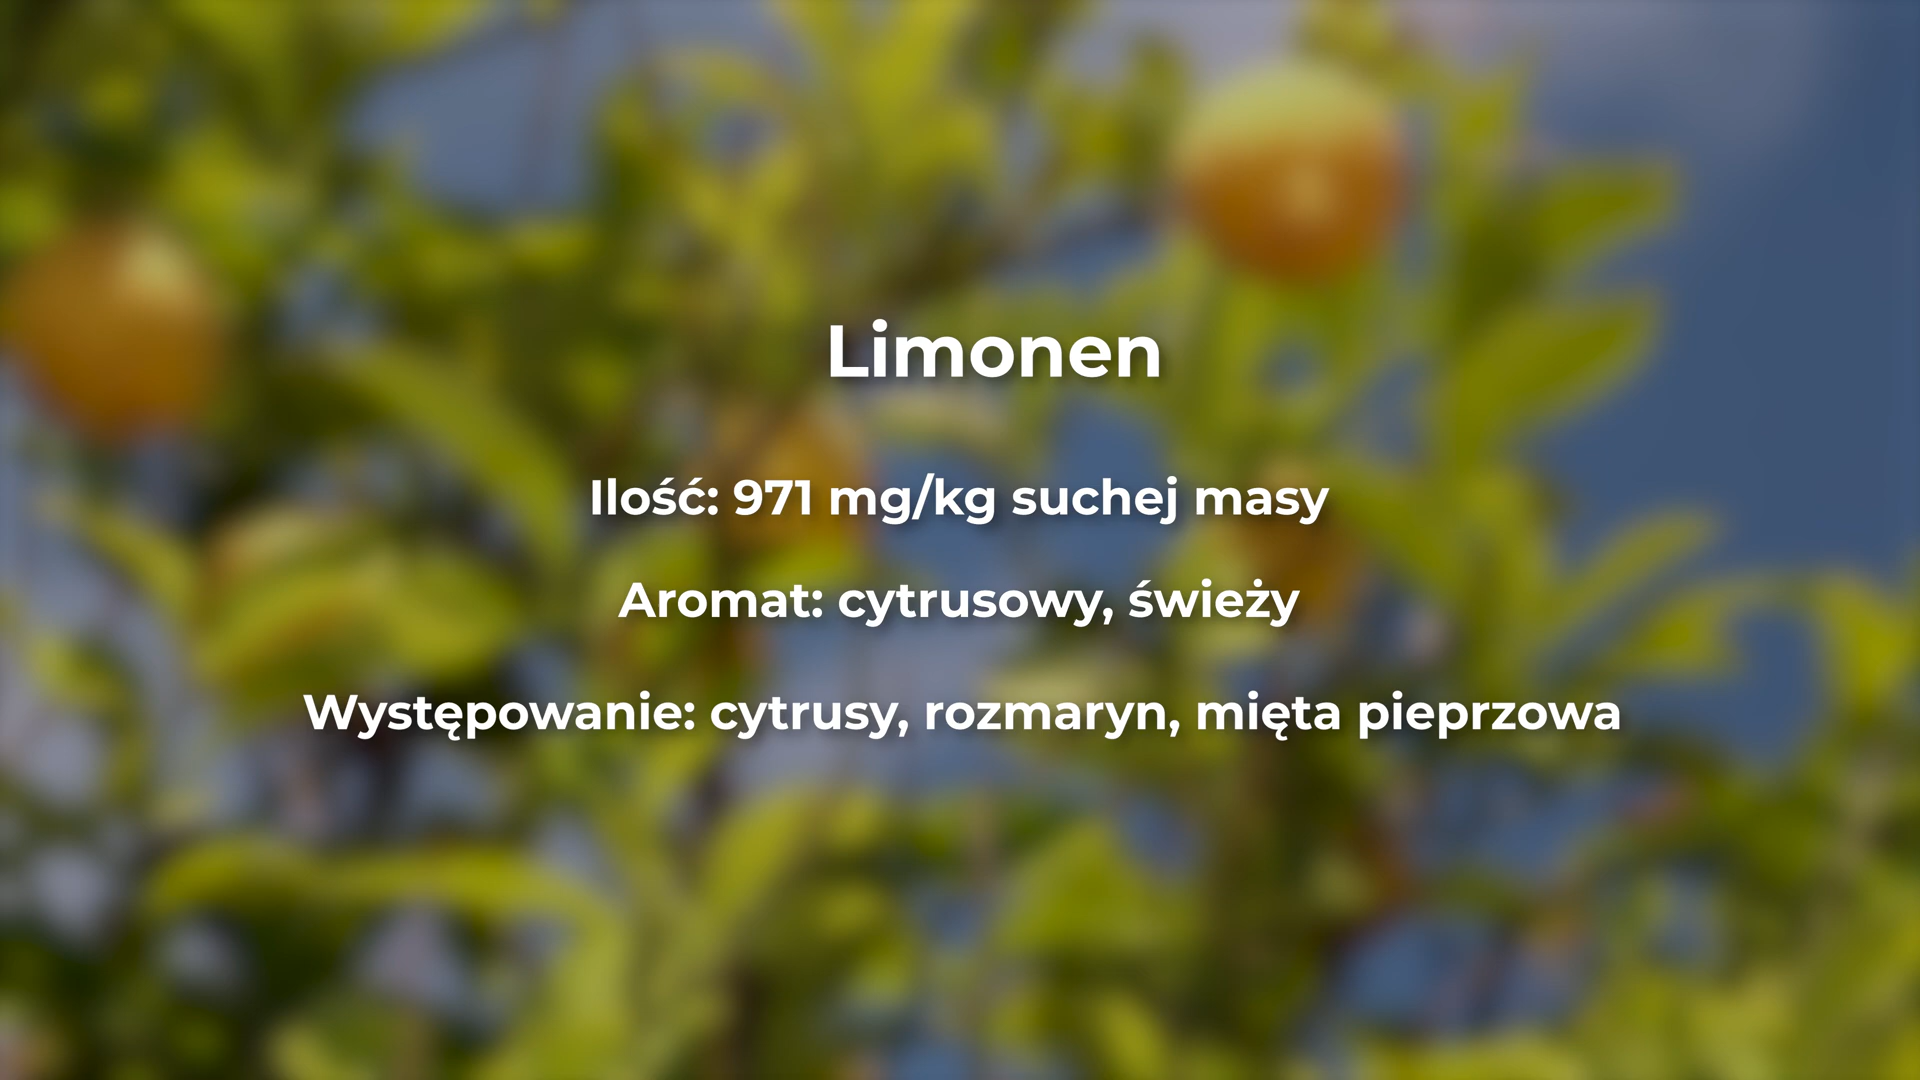 Limonen
Ilość: 971 mg/kg suchej masy
Aromat: cytrusowy, świeży
Występowanie: cytrusy, rozmaryn, mięta pieprzowa